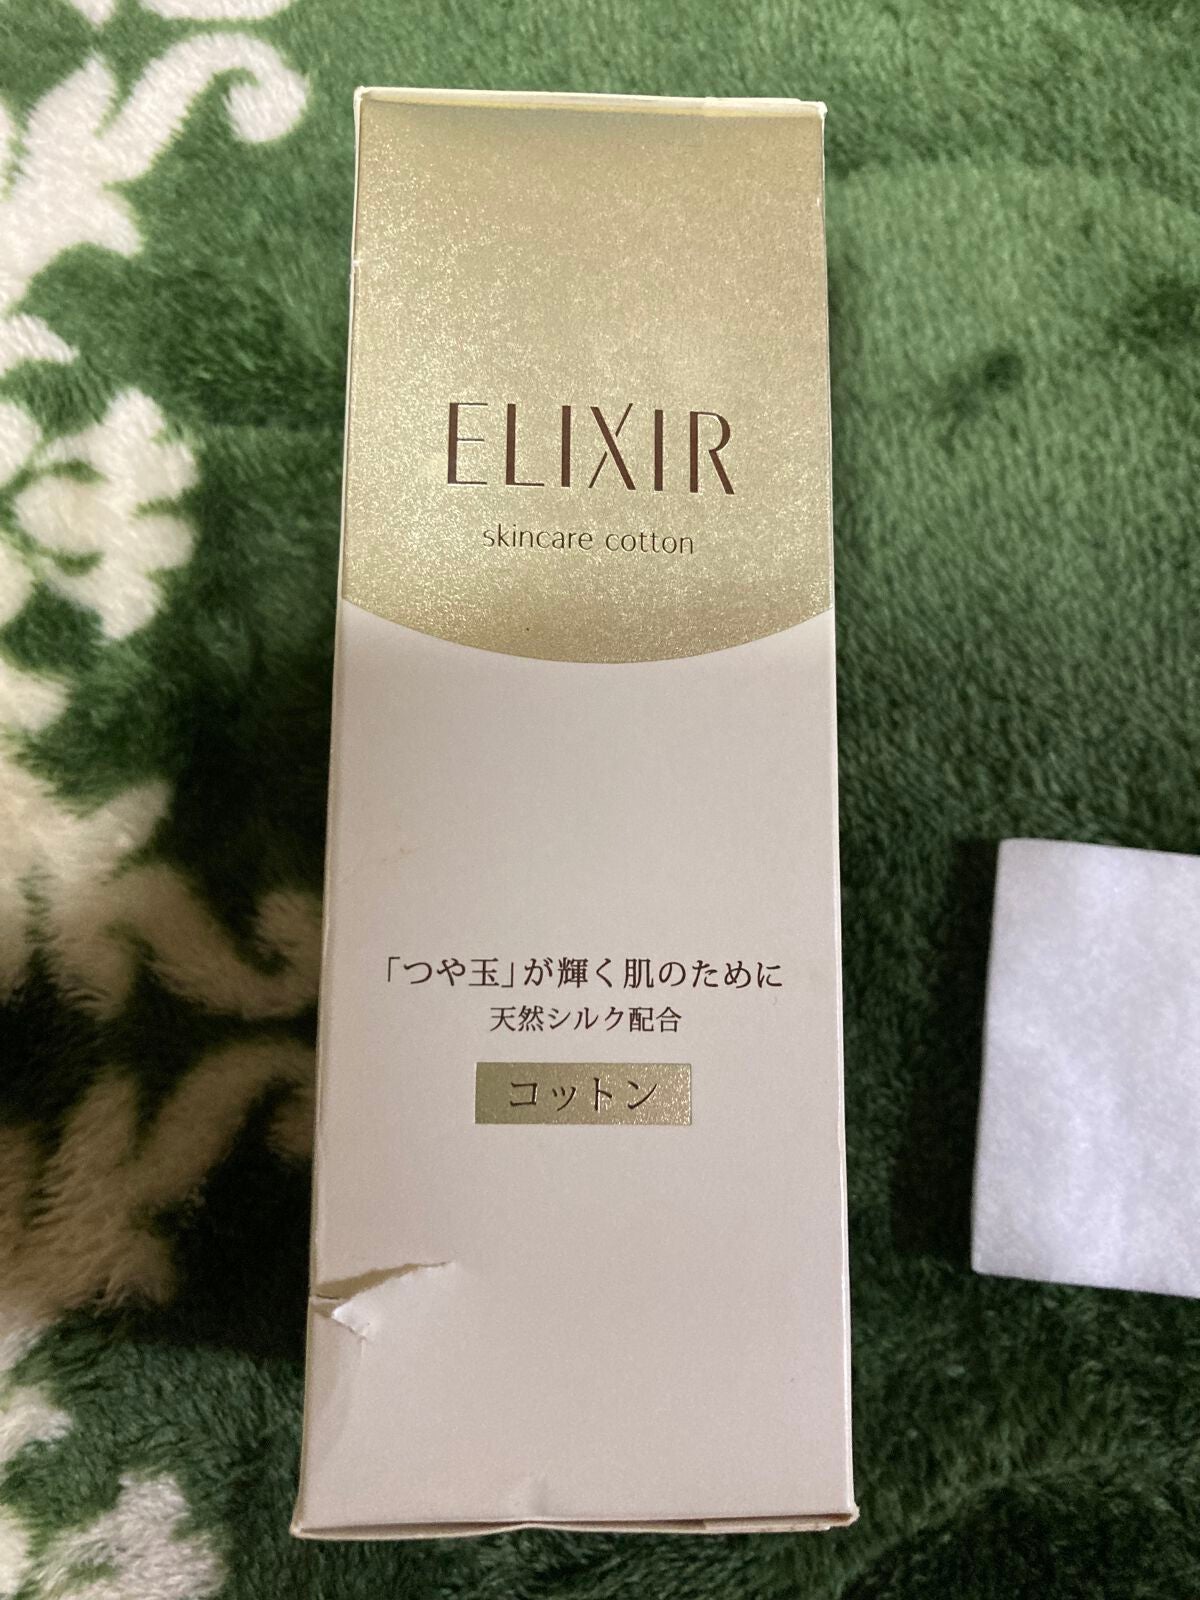 ELIXIR
skincare cotton
「つや玉」が輝く肌のために
天然シルク配合
コットン